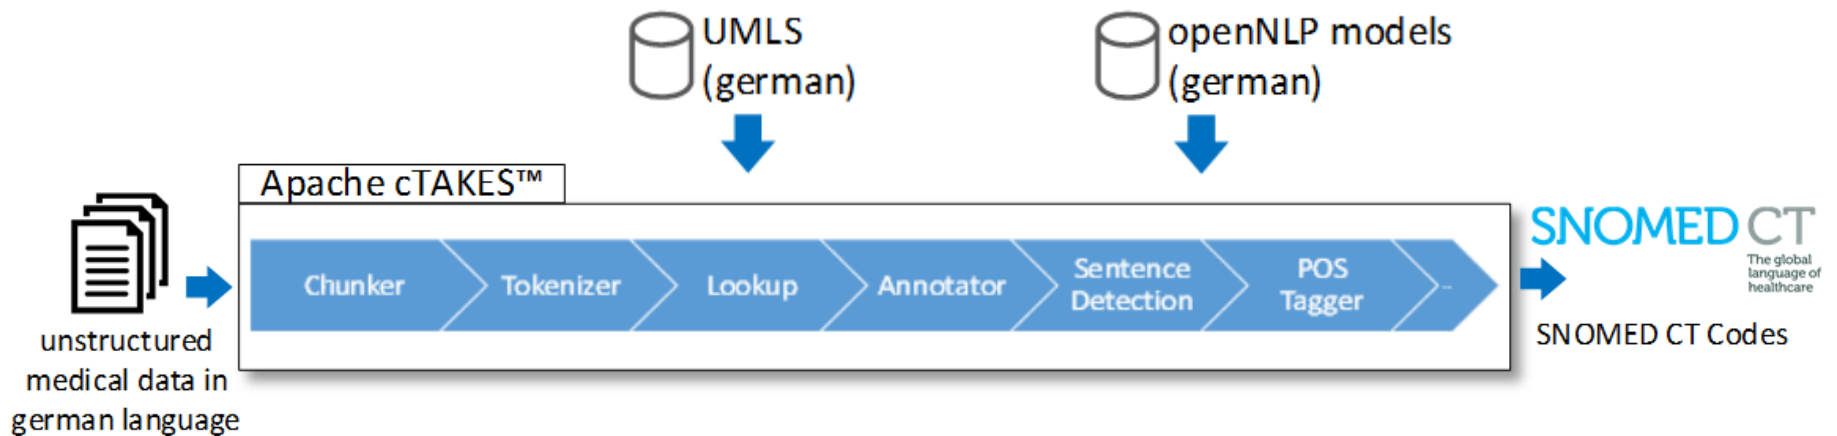 UMLS
(german)
openNLP models
(german)
Apache cTAKES™
Chunker
Tokenizer
Lookup
Annotator
Sentence
Detection
POS
Tagger
...
unstructured
medical data in
german language
SNOMED CT
The global
language of
healthcare
SNOMED CT Codes